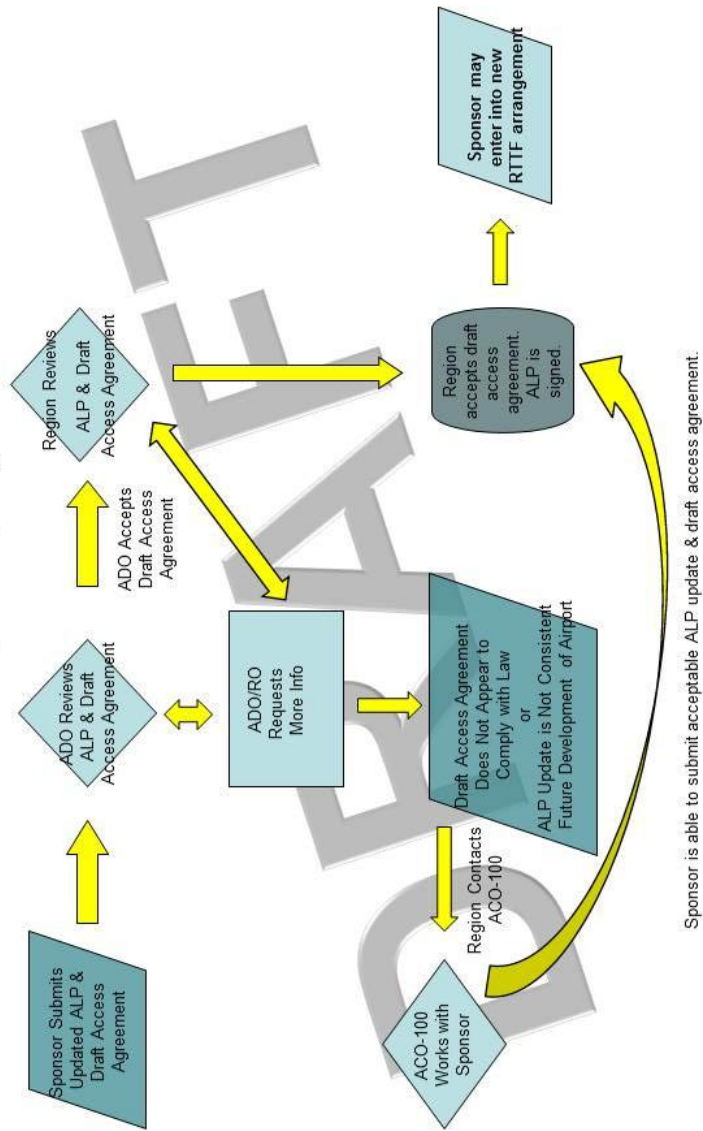 Sponsor Submits
Updated ALP &
Draft Access
Agreement
ADO Reviews
ALP & Draft
Access Agreement
ADO Accepts
Draft Access
Agreement
Region Reviews
ALP & Draft
Access Agreement
ADO/RO
Requests
More Info
Draft Access Agreement
Does Not Appear to
Comply with Law
or
ALP Update is Not Consistent
Future Development of Airport
Region Contacts
ACO-100
ACO-100
Works with
Sponsor
Region
accepts draft
access
agreement.
ALP is
signed.
Sponsor may
enter into new
RTTF arrangement
Sponsor is able to submit acceptable ALP update & draft access agreement.
DRAFT